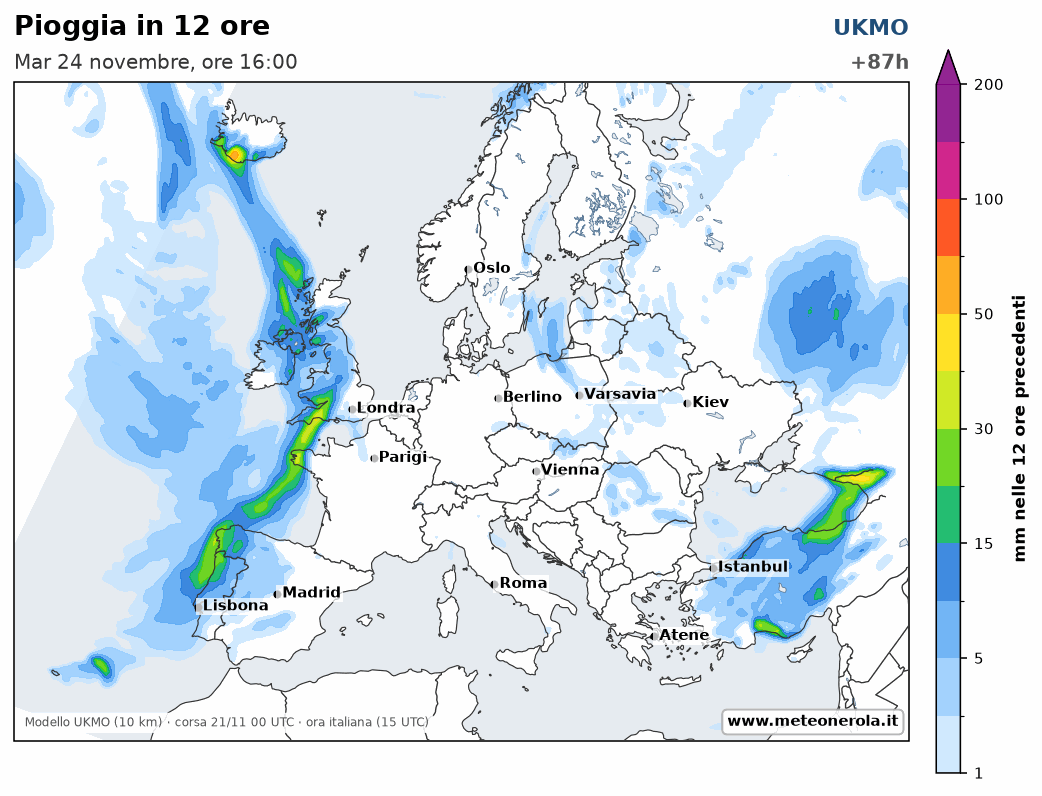 Pioggia in 12 ore
UKMO
Mar 24 novembre, ore 16:00
+87h
200
100
50
30
15
5
1
mm nelle 12 ore precedenti
Oslo
Berlino
Varsavia
Kiev
Londra
Parigi
Vienna
Istanbul
Roma
Madrid
Lisbona
Atene
Modello UKMO (10 km) · corsa 21/11 00 UTC · ora italiana (15 UTC)
www.meteonerola.it